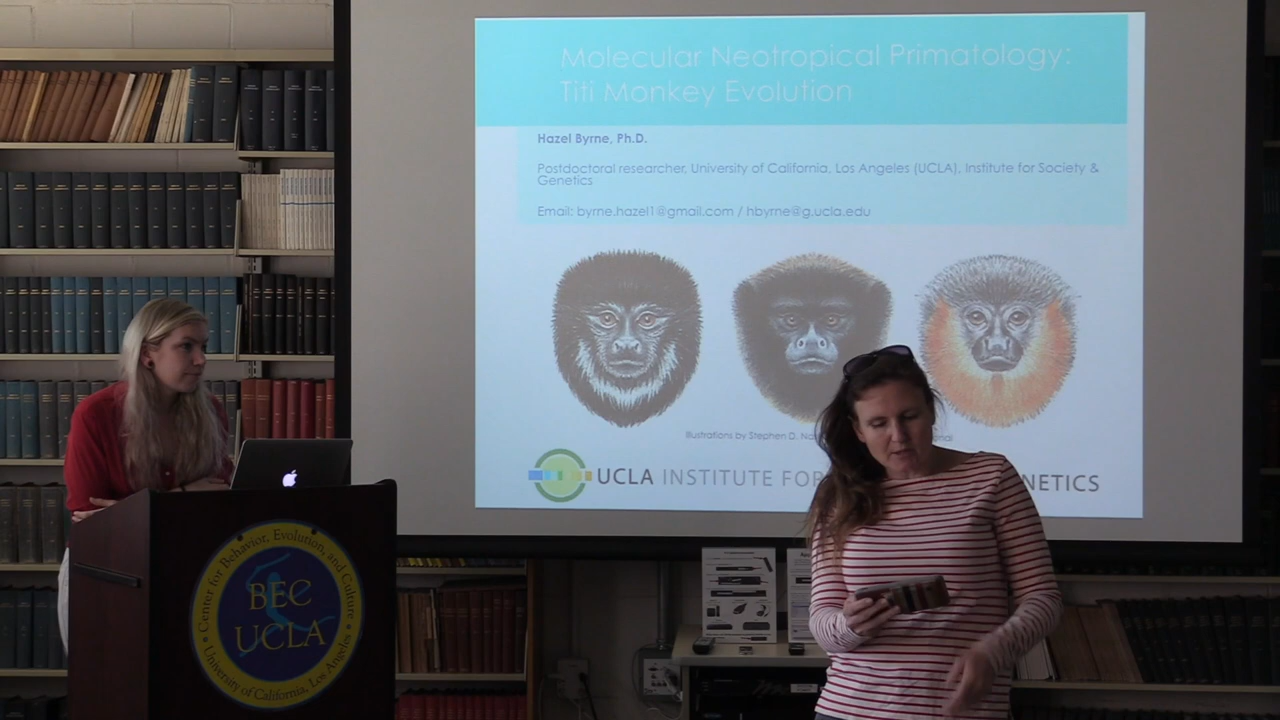 Molecular Neotropical Primatology:
Titi Monkey Evolution
Hazel Byrne, Ph.D.
Postdoctoral researcher, University of California, Los Angeles (UCLA), Institute for Society &
Genetics
Email: byrne.hazel1@gmail.com / hbyrne@g.ucla.edu
Illustrations by Stephen D.
UCLA INSTITUTE FOR
NETICS
Center for Behavior, Evolution, and Culture
BEC
UCLA
University of California, Los Angeles